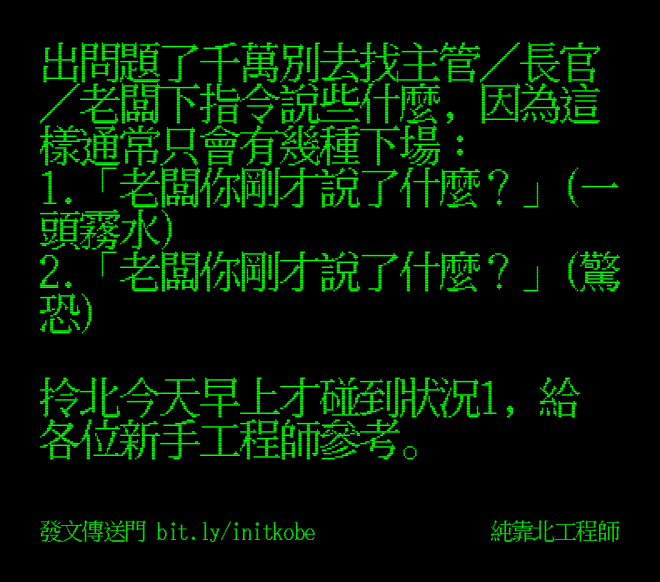 出問題了千萬別去找主管／長官
／老闆下指令說些什麼，因為這
樣通常只會有幾種下場：
1.「老闆你剛才說了什麼？」(一
頭霧水)
2.「老闆你剛才說了什麼？」(驚
恐)
拎北今天早上才碰到狀況1，給
各位新手工程師參考。
發文傳送門 bit.ly/initkobe
純靠北工程師